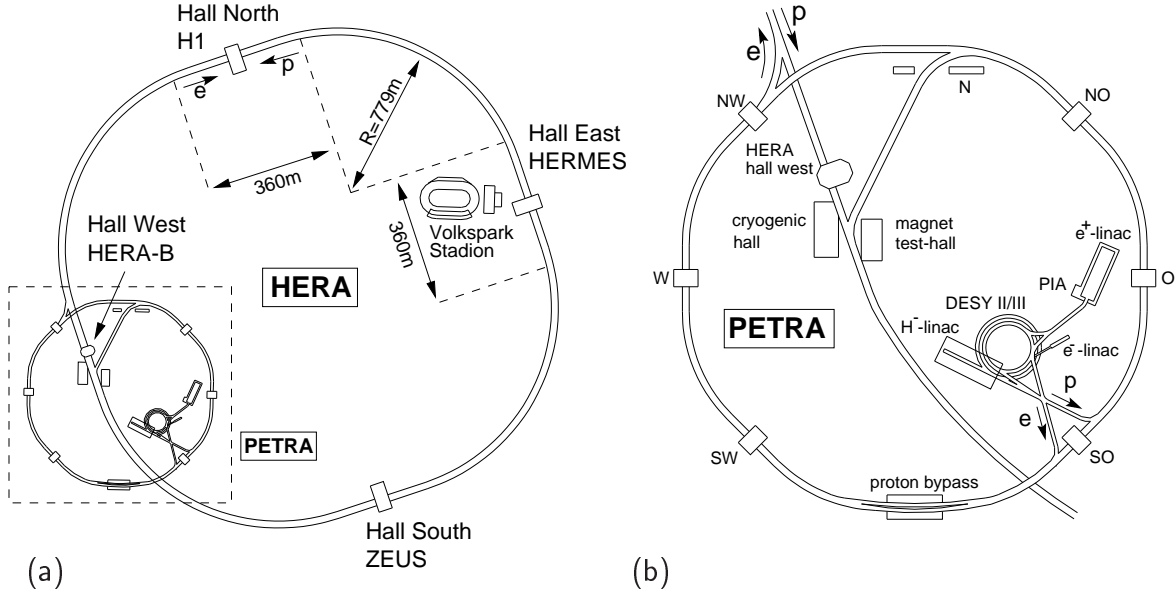 Hall North
H1
e
p
R=779m
360m
Hall East
HERMES
Volkspark
Stadion
360m
Hall West
HERA-B
HERA
PETRA
Hall South
ZEUS
(a)
p
e
N
NW
NO
HERA
hall west
cryogenic
hall
magnet
test-hall
e+-linac
W
O
PIA
DESY II/III
PETRA
H−-linac
e−-linac
p
e
SW
SO
proton bypass
(b)